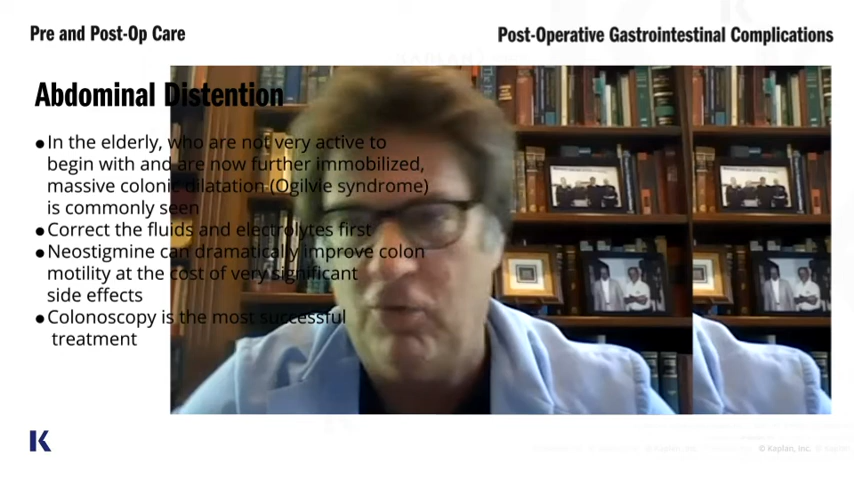 Pre and Post-Op Care
Post-Operative Gastrointestinal Complications
Abdominal Distention
●In the elderly, who are not very active to
begin with and are now further immobilized,
massive colonic dilatation (Ogilvie syndrome)
is commonly seen
●Correct the fluids and electrolytes first
●Neostigmine can dramatically improve colon
motility at the cost of very significant
side effects
●Colonoscopy is the most successful
treatment
K
© Kaplan, Inc.